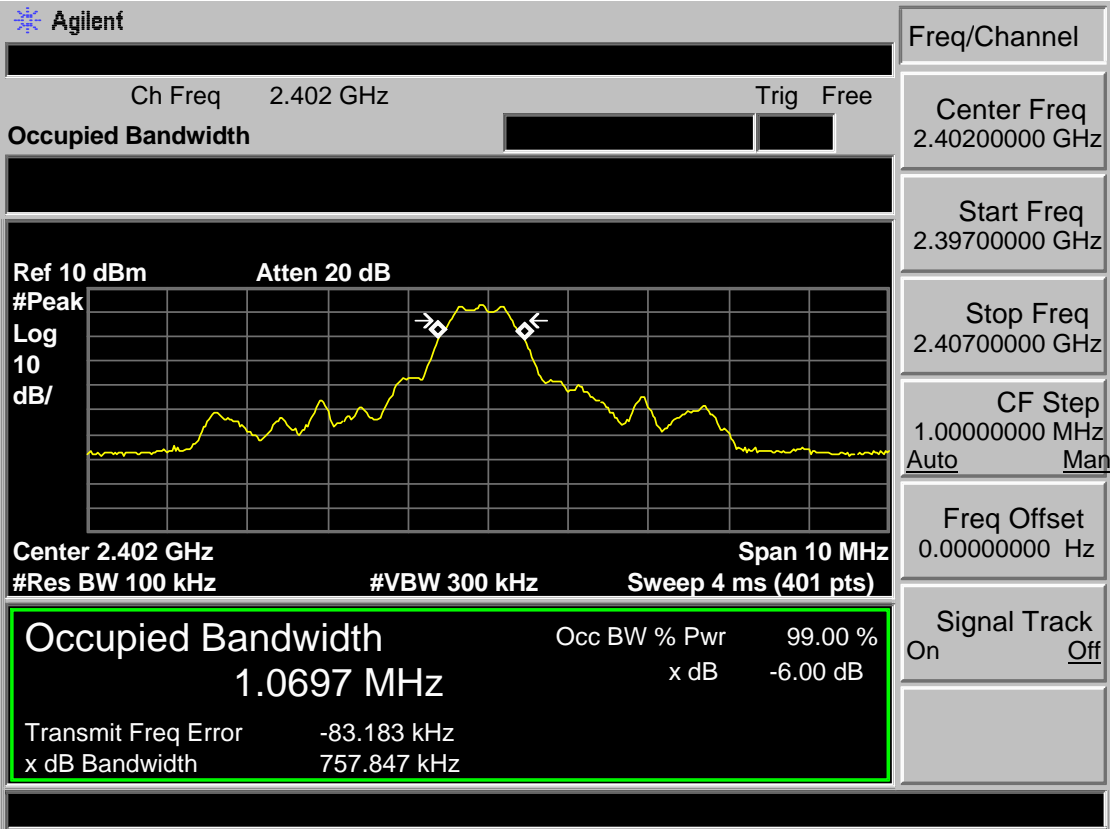 Agilent
Freq/Channel
Ch Freq 2.402 GHz Trig Free
Occupied Bandwidth
Center Freq
2.40200000 GHz
Start Freq
2.39700000 GHz
Stop Freq
2.40700000 GHz
CF Step
1.00000000 MHz
Auto Man
Freq Offset
0.00000000 Hz
Signal Track
On Off
Ref 10 dBm Atten 20 dB
#Peak
Log
10
dB/
Center 2.402 GHz Span 10 MHz
#Res BW 100 kHz #VBW 300 kHz Sweep 4 ms (401 pts)
Occupied Bandwidth Occ BW % Pwr 99.00 %
1.0697 MHz x dB -6.00 dB
Transmit Freq Error -83.183 kHz
x dB Bandwidth 757.847 kHz